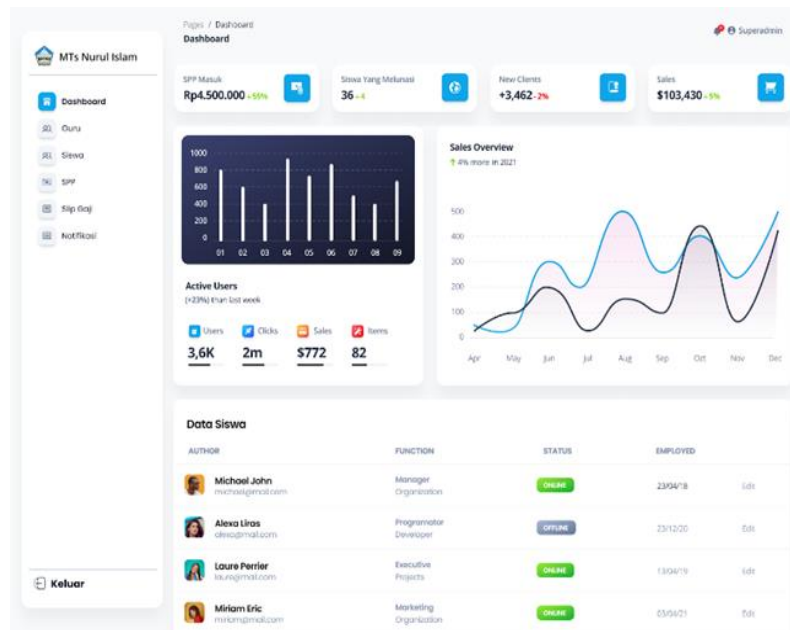 Pages / Dashboard
Dashboard
Superadmin
MTs Nurul Islam
Dashboard
Guru
Siswa
SPP
Slip Gaji
Notifikasi
Keluar
SPP Masuk
Rp4.500.000 +55%
Siswa Yang Melunasi
36 +4
New Clients
+3,462 -2%
Sales
$103,430 +5%
1000
800
600
400
200
0
01 02 03 04 05 06 07 08 09
Active Users
(+23%) than last week
Users Clicks Sales Items
3,6K 2m $772 82
Sales Overview
4% more in 2021
500
400
300
200
100
0
Apr May Jun Jul Aug Sep Oct Nov Dec
Data Siswa
AUTHOR FUNCTION STATUS EMPLOYED
Michael John Manager ONLINE 23/04/18 Edit
michael@mail.com Organization
Alexa Liras Programator OFFLINE 23/12/20 Edit
alexa@mail.com Developer
Laure Perrier Executive ONLINE 13/04/19 Edit
laure@mail.com Projects
Miriam Eric Marketing ONLINE 03/04/21 Edit
miriam@mail.com Organization